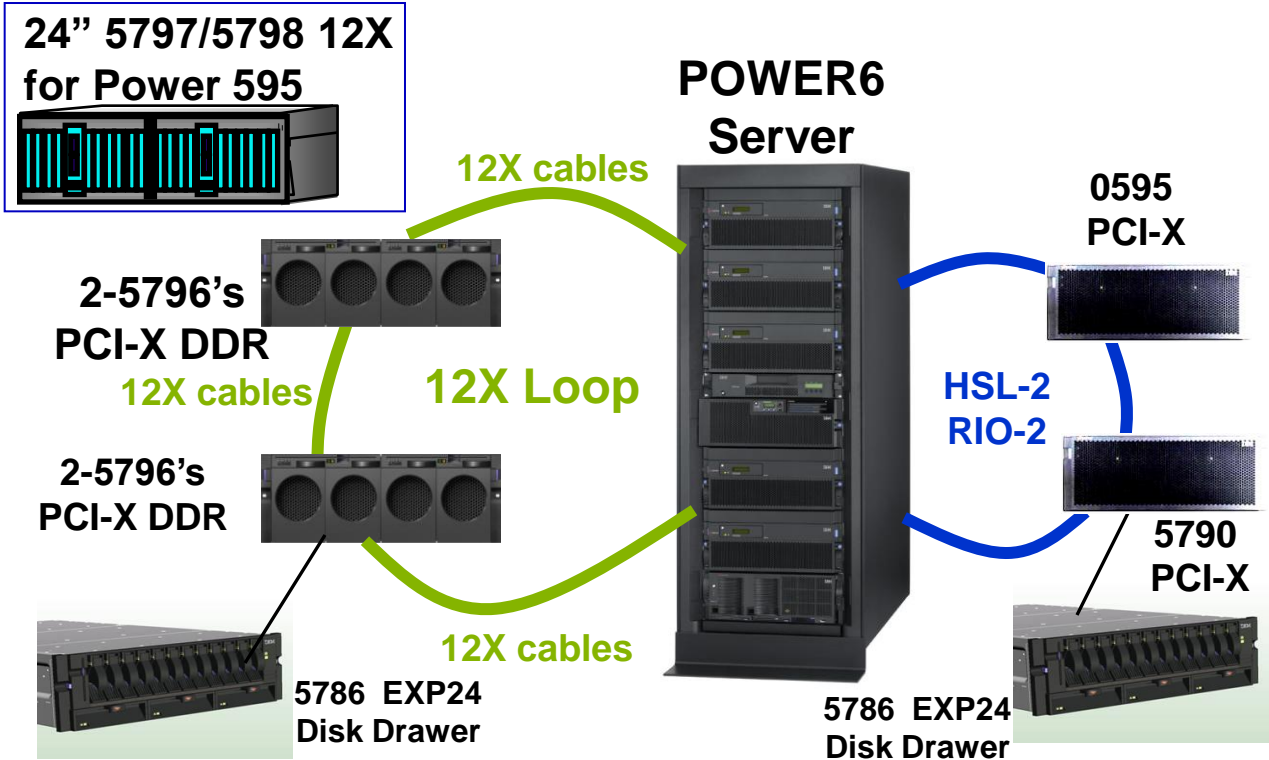 24” 5797/5798 12X
for Power 595
POWER6
Server
12X cables
0595
PCI-X
2-5796’s
PCI-X DDR
12X cables
12X Loop
HSL-2
RIO-2
2-5796’s
PCI-X DDR
5790
PCI-X
12X cables
5786 EXP24
Disk Drawer
5786 EXP24
Disk Drawer